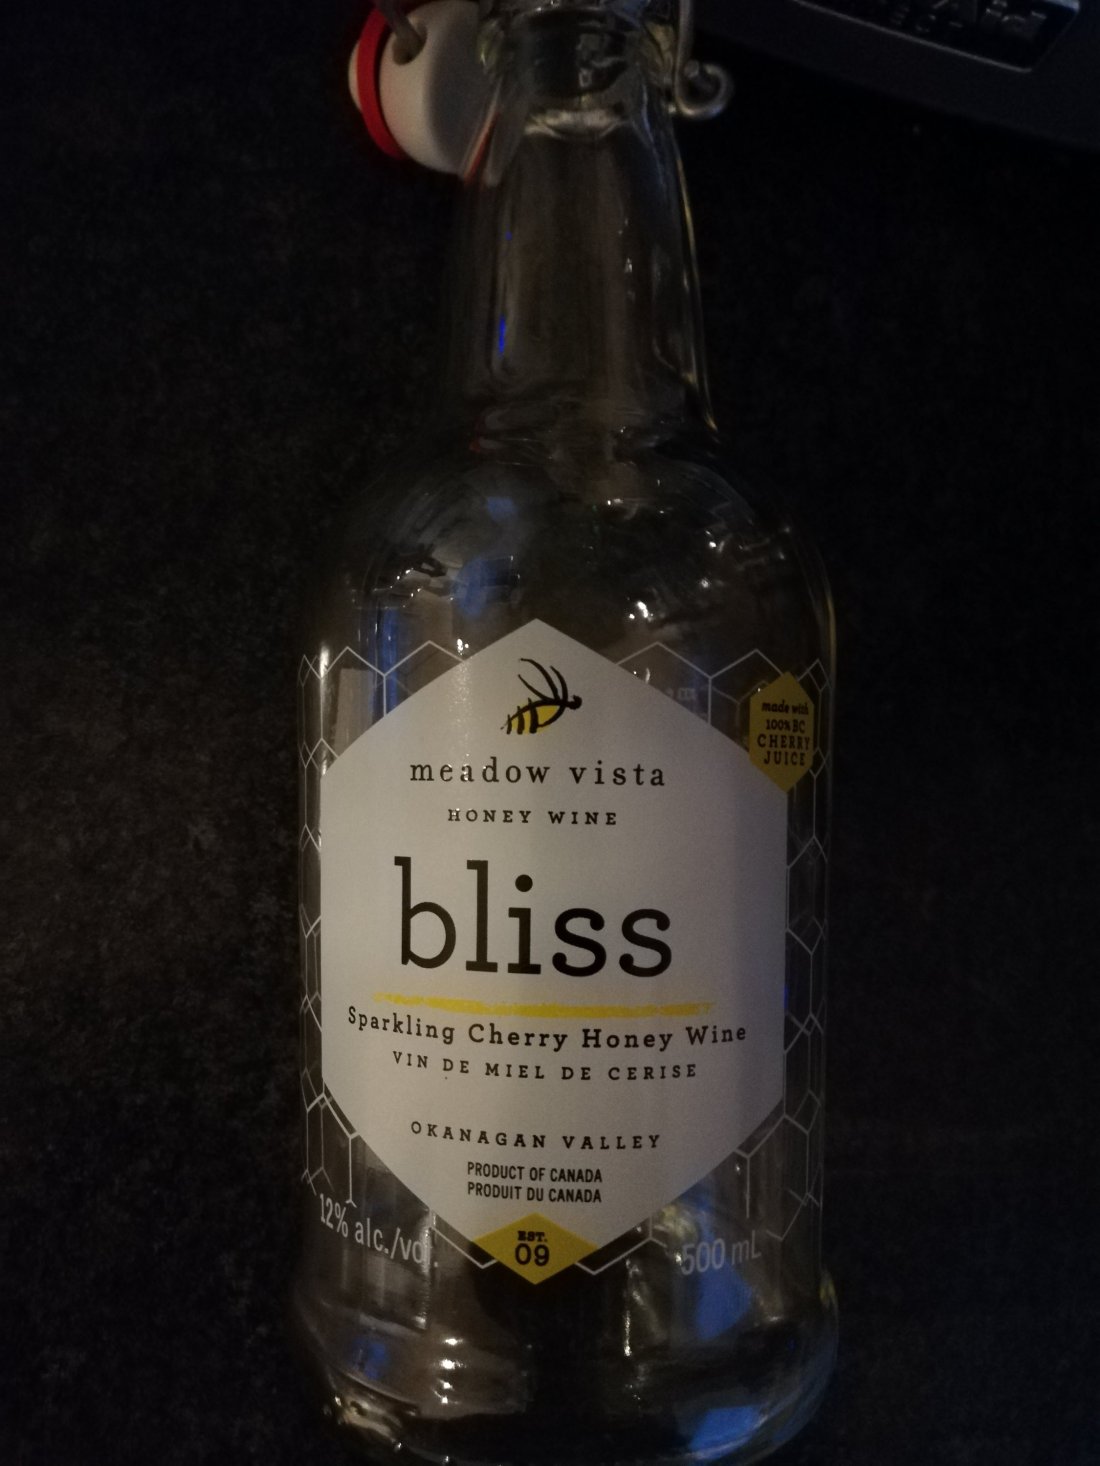 Aid
meadow vista
HONEY WINE
made with
100% BC
CHERRY
JUICE
bliss
Sparkling Cherry Honey Wine
VIN DE MIEL DE CERISE
OKANAGAN VALLEY
PRODUCT OF CANADA
PRODUIT DU CANADA
12% alc./vol.
EST.
09
500 mL